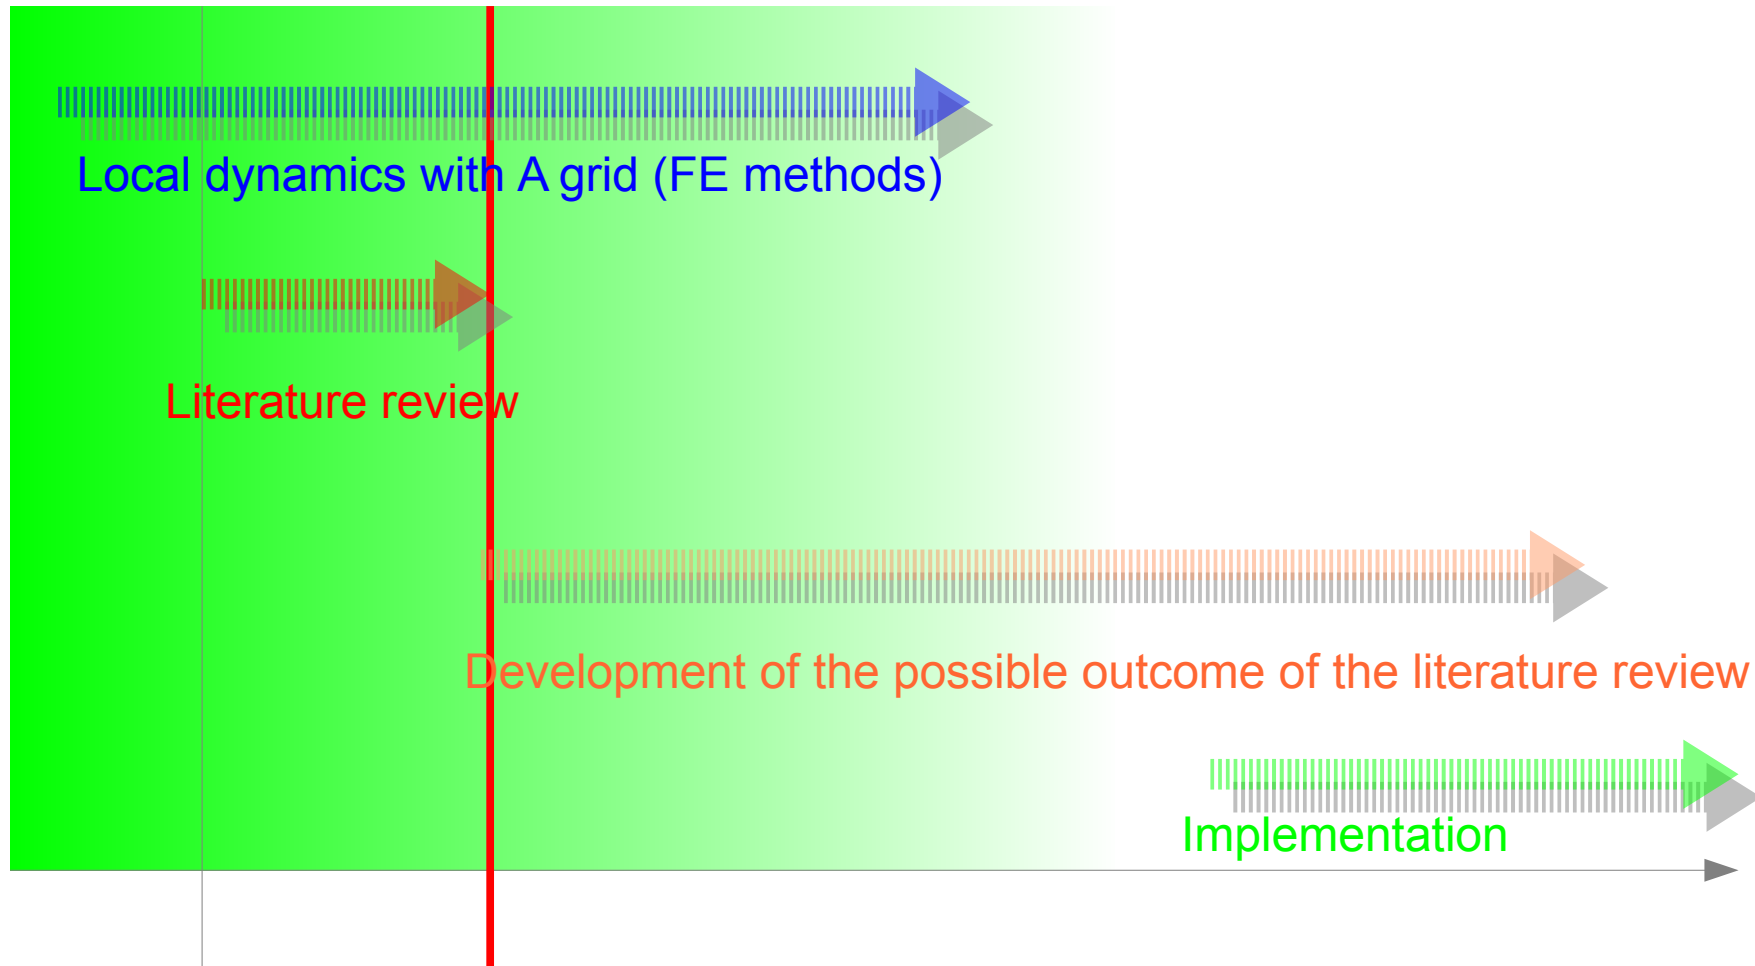 Local dynamics with A grid (FE methods)
Literature review
Development of the possible outcome of the literature review
Implementation